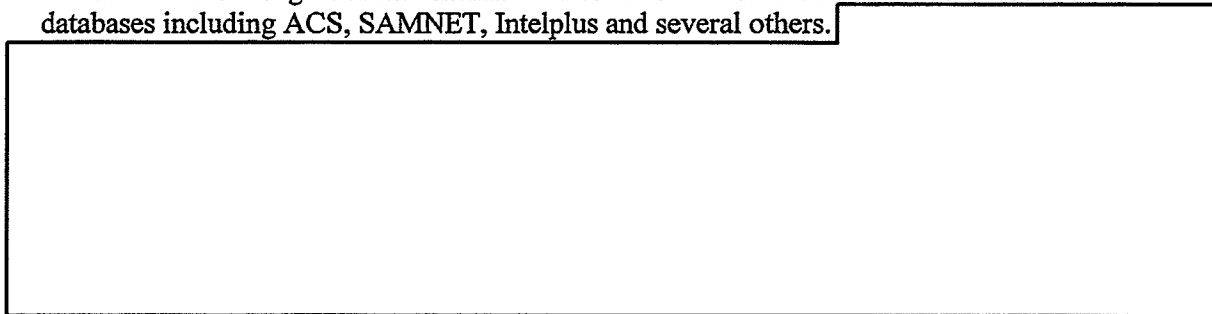 databases including ACS, SAMNET, Intelplus and several others.